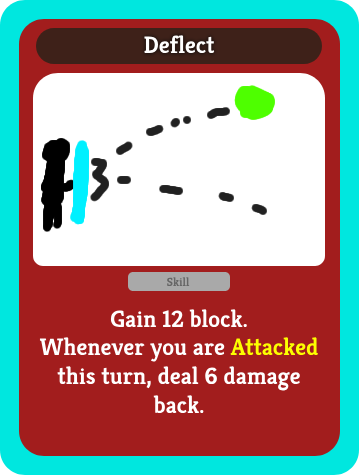 Deflect
Skill
Gain 12 block.
Whenever you are Attacked
this turn, deal 6 damage
back.